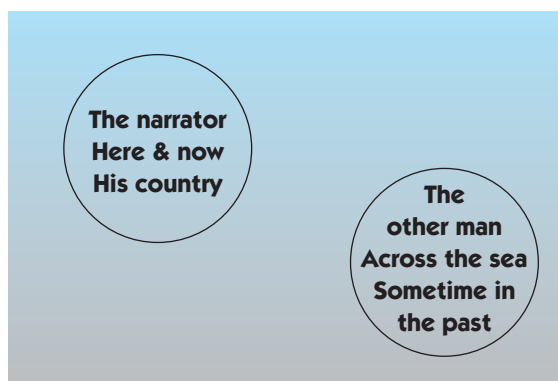 The narrator
Here & now
His country
The
other man
Across the sea
Sometime in
the past